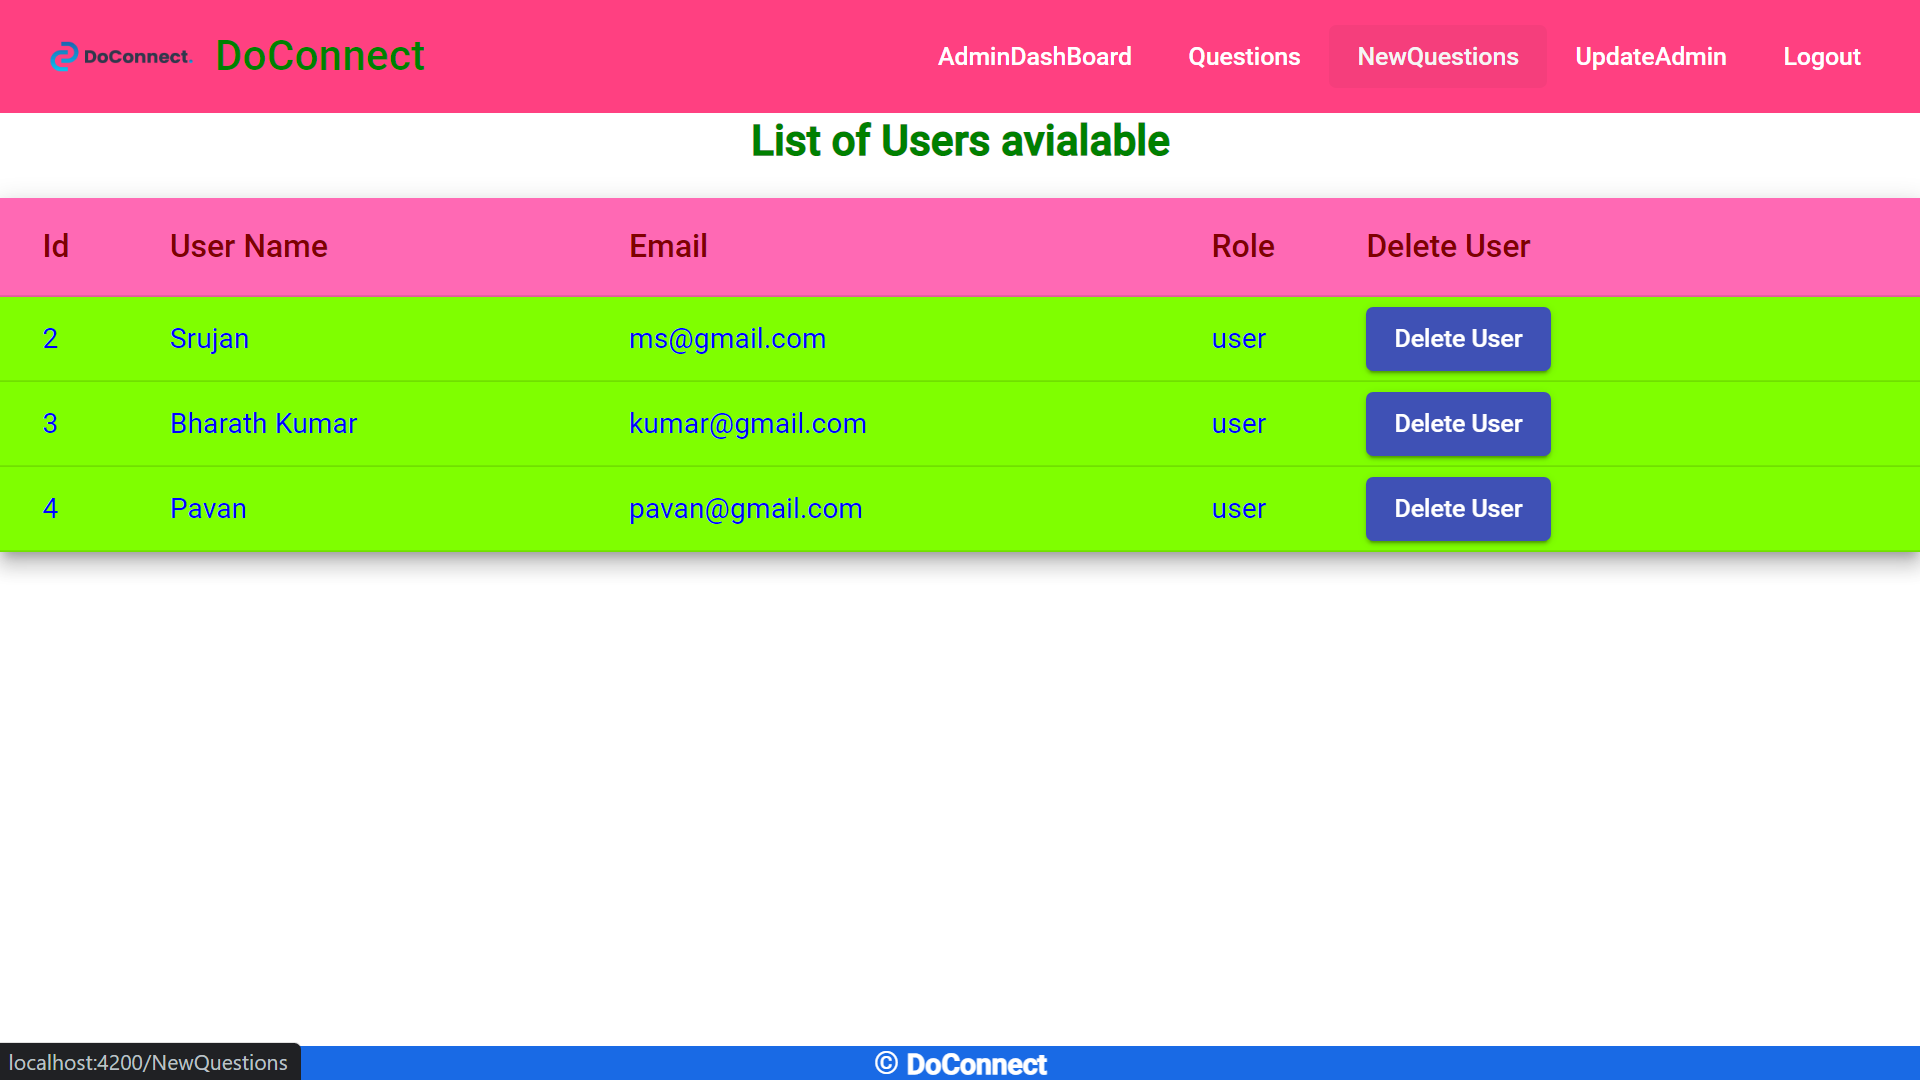 DoConnect. DoConnect AdminDashBoard Questions NewQuestions UpdateAdmin Logout
List of Users avialable
Id User Name Email Role Delete User
2 Srujan ms@gmail.com user Delete User
3 Bharath Kumar kumar@gmail.com user Delete User
4 Pavan pavan@gmail.com user Delete User
localhost:4200/NewQuestions
© DoConnect